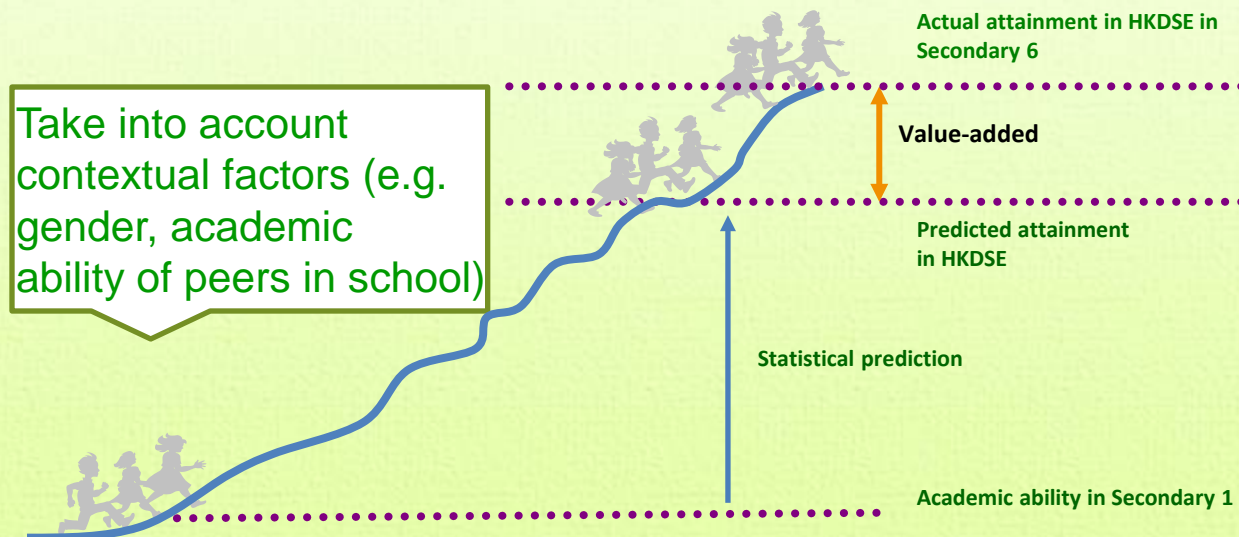 Actual attainment in HKDSE in
Secondary 6
Take into account
contextual factors (e.g.
gender, academic
ability of peers in school)
Value-added
Predicted attainment
in HKDSE
Statistical prediction
Academic ability in Secondary 1